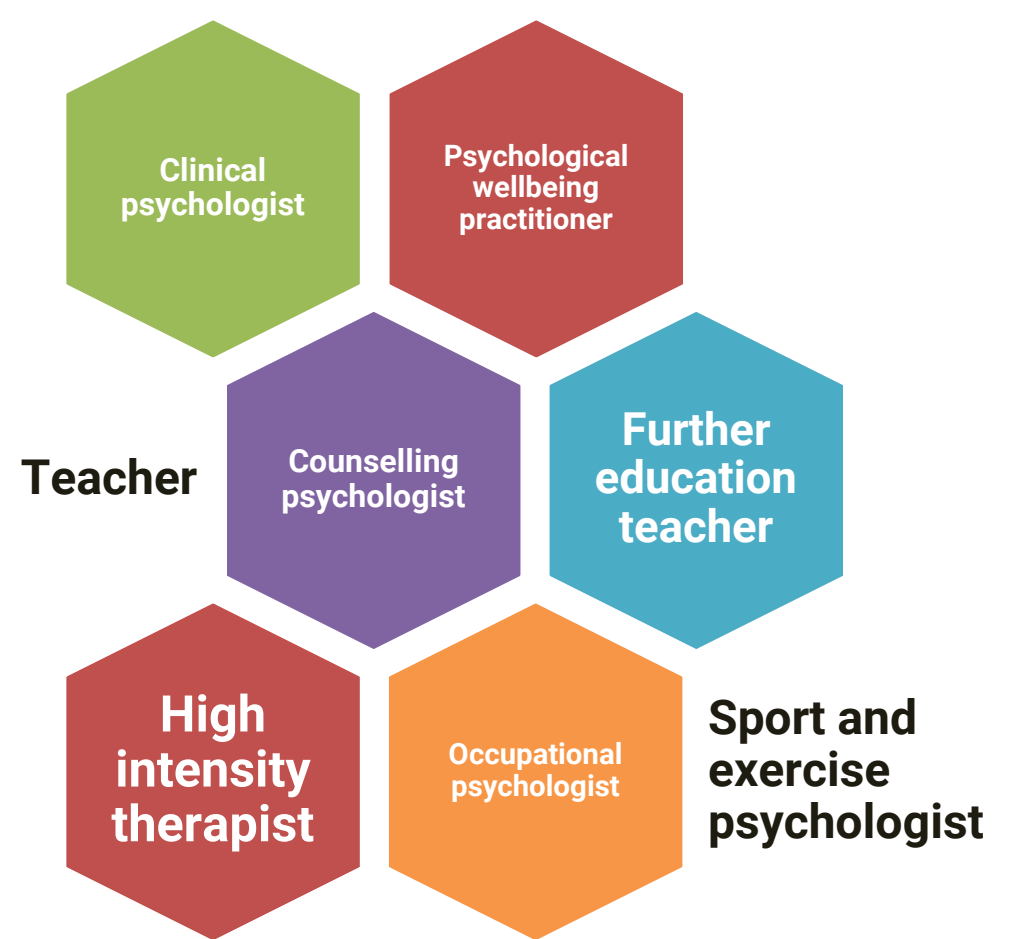 Clinical
psychologist
Psychological
wellbeing
practitioner
Teacher
Counselling
psychologist
Further
education
teacher
High
intensity
therapist
Occupational
psychologist
Sport and
exercise
psychologist